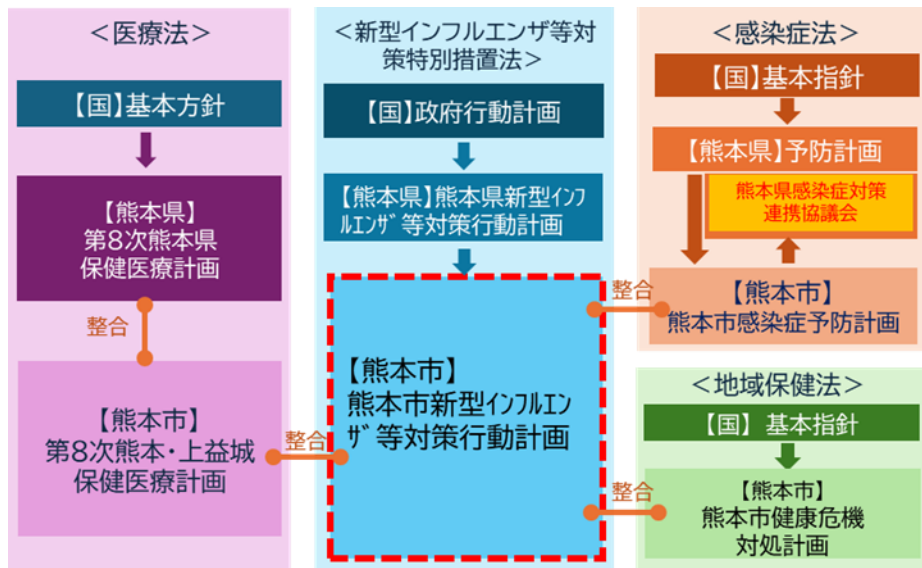 ＜医療法＞
【国】基本方針
【熊本県】
第8次熊本県
保健医療計画
整合
【熊本市】
第8次熊本・上益城
保健医療計画
整合
＜新型インフルエンザ等対
策特別措置法＞
【国】政府行動計画
【熊本県】熊本県新型ｲﾝﾌ
ﾙｴﾝｻﾞ等対策行動計画
【熊本市】
熊本市新型ｲﾝﾌﾙｴﾝ
ｻﾞ等対策行動計画
整合
整合
＜感染症法＞
【国】基本指針
【熊本県】予防計画
熊本県感染症対策
連携協議会
【熊本市】
熊本市感染症予防計画
＜地域保健法＞
【国】 基本指針
【熊本市】
熊本市健康危機
対処計画